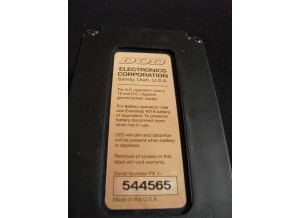 DOD
ELECTRONICS
CORPORATION
Sandy, Utah, U.S.A.
For A.C. operation: Use a
10 volt D.C. negative
ground power supply.
For Battery operation: Use
one Eveready #216 battery
or equivalent. To preserve
battery disconnect input
when not in use.
LED will dim and distortion
will be present when battery
is depleted.
Removal of screws or this
label will void warranty.
Serial Number FX
544565
Made in the U.S.A.